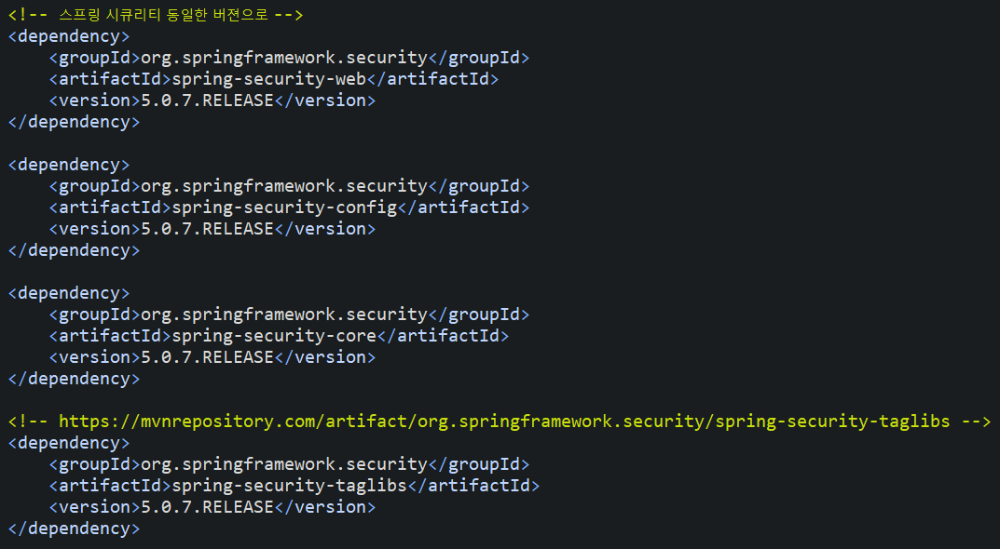 <!-- 스프링 시큐리티 동일한 버젼으로 -->
<dependency>
    <groupId>org.springframework.security</groupId>
    <artifactId>spring-security-web</artifactId>
    <version>5.0.7.RELEASE</version>
</dependency>

<dependency>
    <groupId>org.springframework.security</groupId>
    <artifactId>spring-security-config</artifactId>
    <version>5.0.7.RELEASE</version>
</dependency>

<dependency>
    <groupId>org.springframework.security</groupId>
    <artifactId>spring-security-core</artifactId>
    <version>5.0.7.RELEASE</version>
</dependency>

<!-- https://mvnrepository.com/artifact/org.springframework.security/spring-security-taglibs -->
<dependency>
    <groupId>org.springframework.security</groupId>
    <artifactId>spring-security-taglibs</artifactId>
    <version>5.0.7.RELEASE</version>
</dependency>